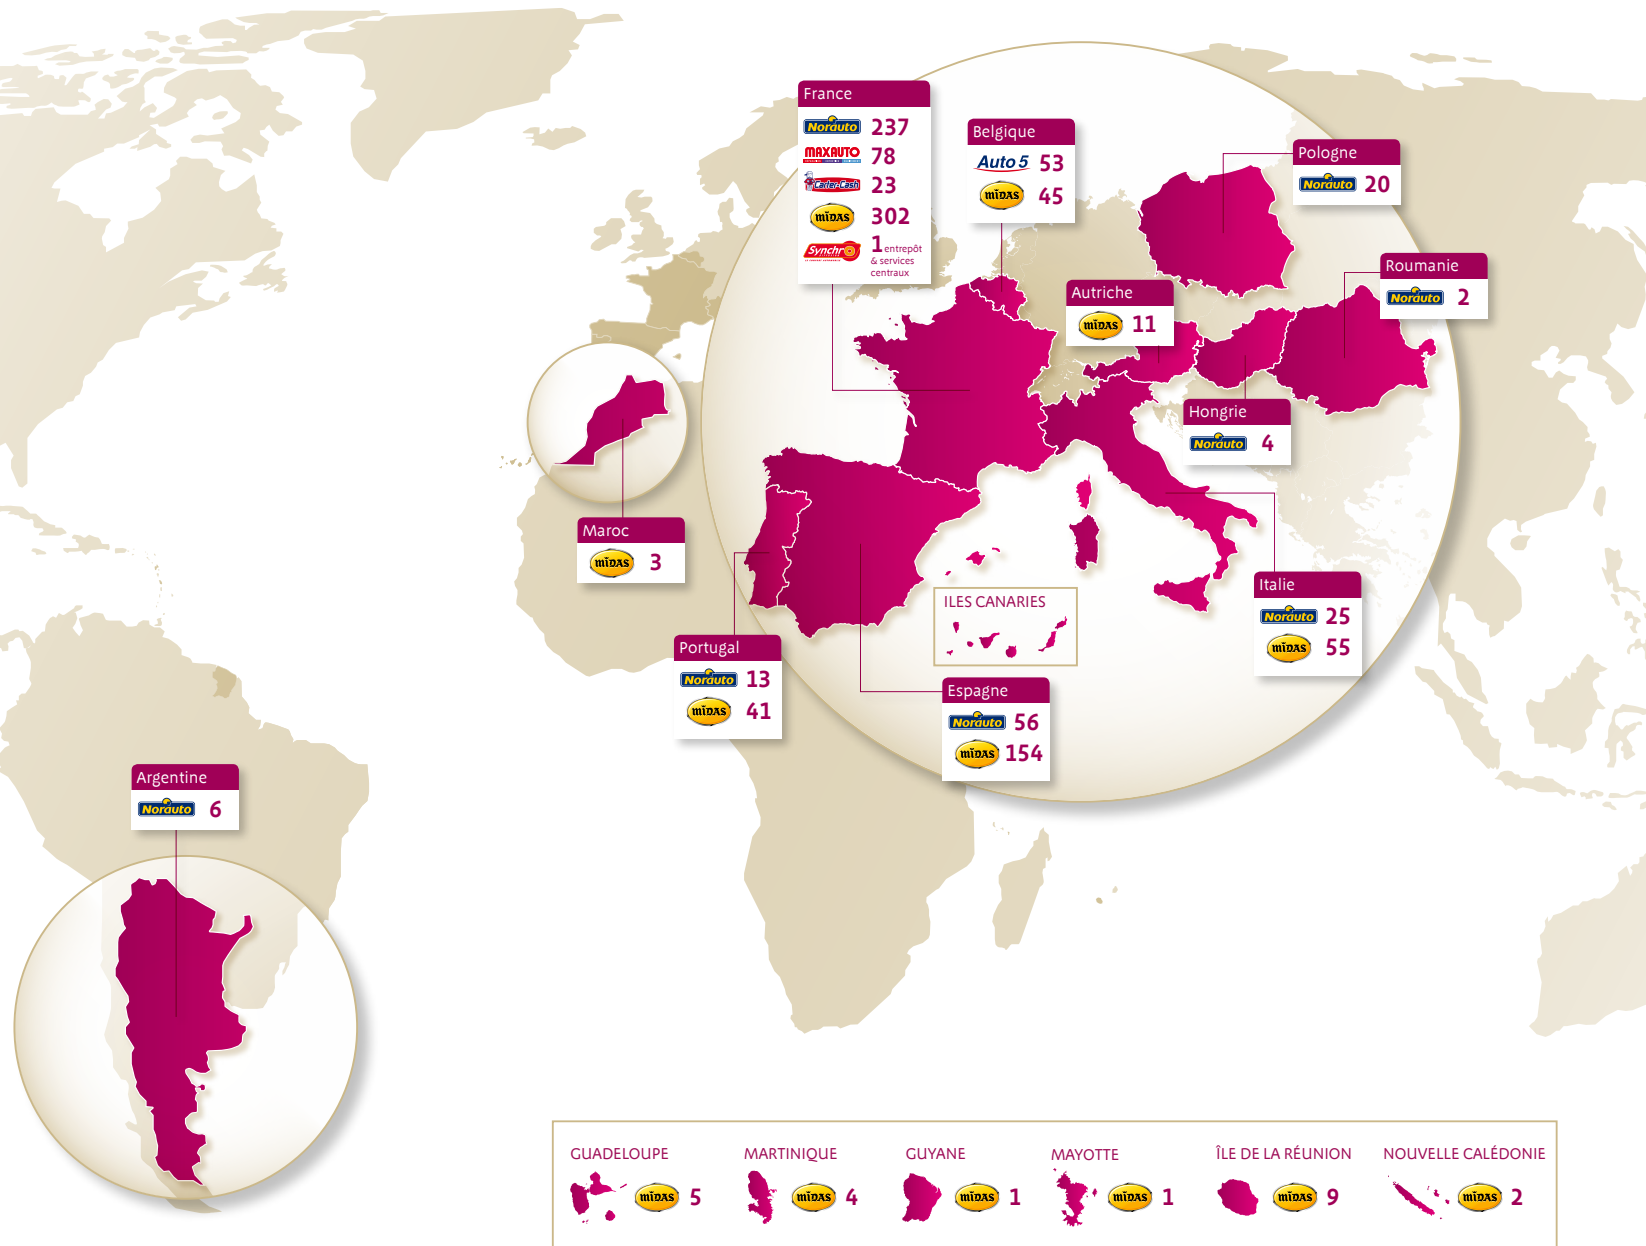 France
Norauto 237
MAXAUTO 78
Carter-Cash 23
MIDAS 302
Synchro 1 entrepôt
& services
centraux
Belgique
Auto 5 53
MIDAS 45
Pologne
Norauto 20
Roumanie
Norauto 2
Autriche
MIDAS 11
Hongrie
Norauto 4
Maroc
MIDAS 3
Italie
Norauto 25
MIDAS 55
ILES CANARIES
Portugal
Norauto 13
MIDAS 41
Espagne
Norauto 56
MIDAS 154
Argentine
Norauto 6
GUADELOUPE
MIDAS 5
MARTINIQUE
MIDAS 4
GUYANE
MIDAS 1
MAYOTTE
MIDAS 1
ÎLE DE LA RÉUNION
MIDAS 9
NOUVELLE CALÉDONIE
MIDAS 2